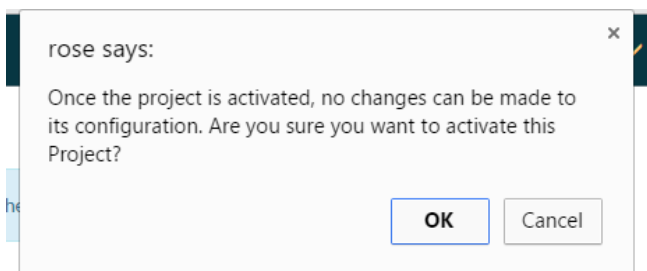 rose says:
Once the project is activated, no changes can be made to
its configuration. Are you sure you want to activate this
Project?
he
OK
Cancel